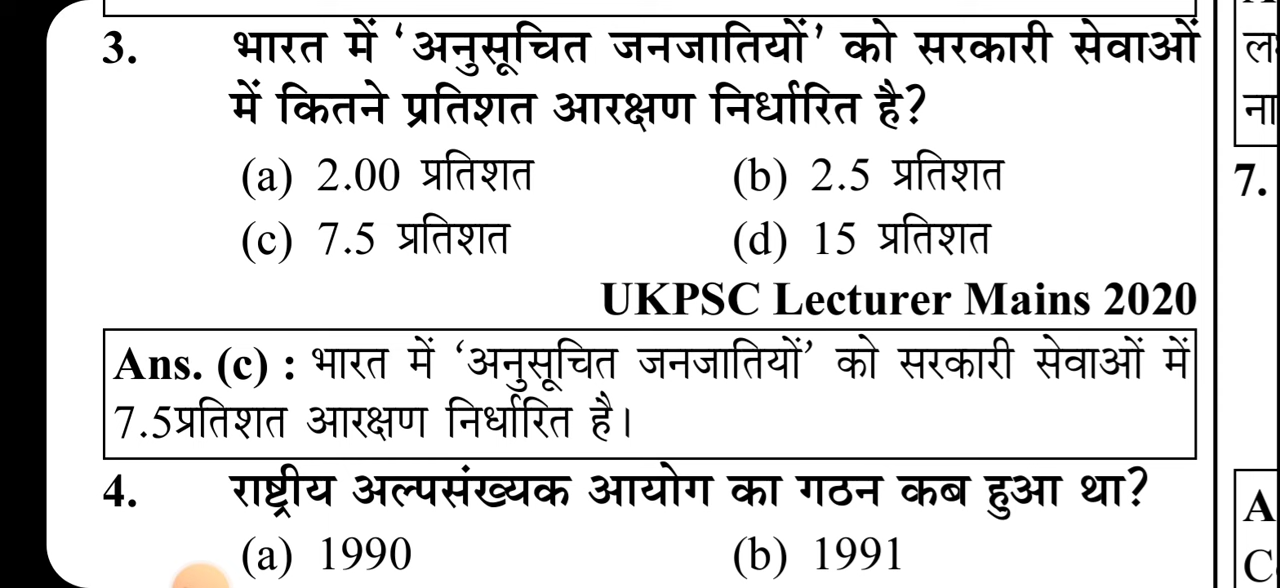 3. भारत में ‘अनुसूचित जनजातियों’ को सरकारी सेवाओं
में कितने प्रतिशत आरक्षण निर्धारित है?
(a) 2.00 प्रतिशत (b) 2.5 प्रतिशत
(c) 7.5 प्रतिशत (d) 15 प्रतिशत
UKPSC Lecturer Mains 2020
Ans. (c) : भारत में ‘अनुसूचित जनजातियों’ को सरकारी सेवाओं में
7.5प्रतिशत आरक्षण निर्धारित है।
4. राष्ट्रीय अल्पसंख्यक आयोग का गठन कब हुआ था?
(a) 1990 (b) 1991
ना
7.
A
C